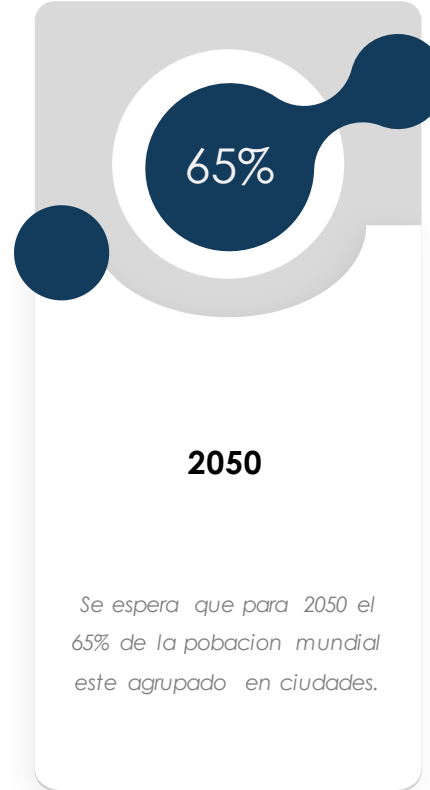 65%
2050
Se espera que para 2050 el
65% de la pobacion mundial
este agrupado en ciudades.